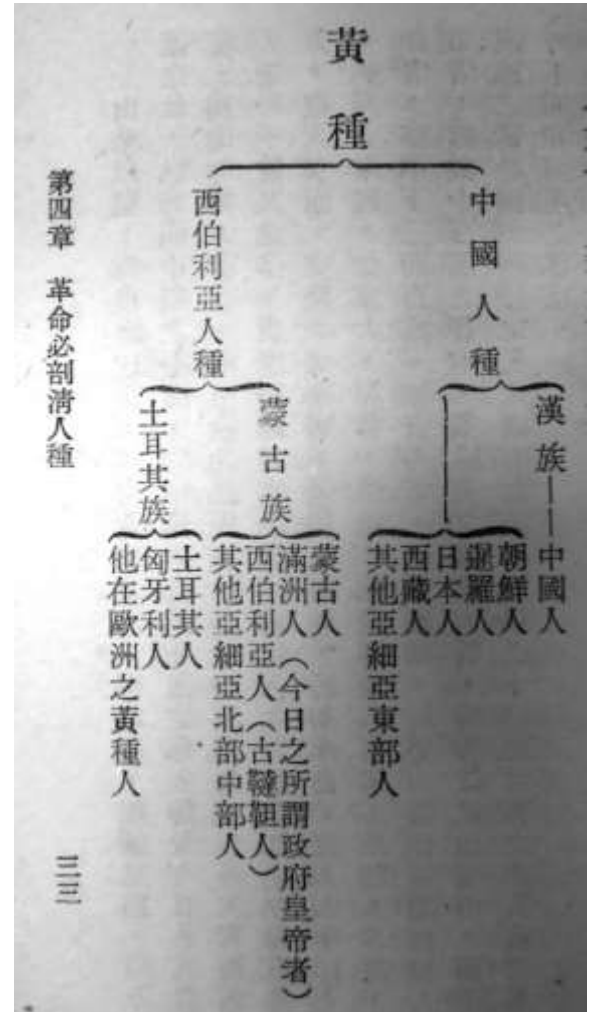 黃種
中國人種
漢族——中國人
朝鮮人
暹羅人
日本人
西藏人
其他亞細亞東部人
西伯利亞人種
蒙古族
蒙古人
滿洲人（今日之所謂政府皇帝者）
西伯利亞人（古韃靼人）
其他亞細亞北部中部人
土耳其族
土耳其人
匈牙利人
他在歐洲之黃種人
第四章　革命必剖淸人種
三三